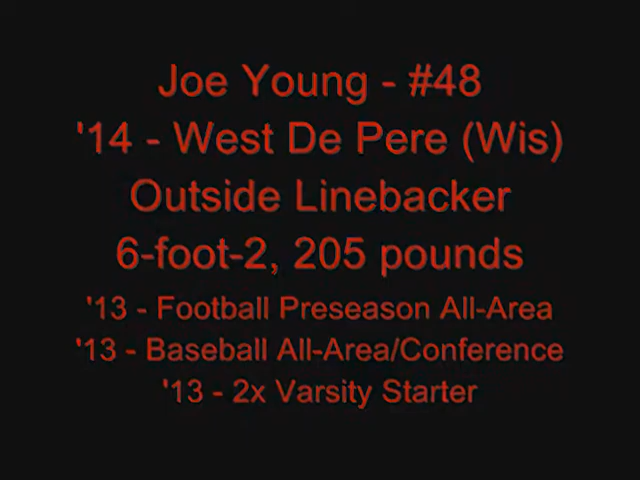 Joe Young - #48
'14 - West De Pere (Wis)
Outside Linebacker
6-foot-2, 205 pounds
'13 - Football Preseason All-Area
'13 - Baseball All-Area/Conference
'13 - 2x Varsity Starter